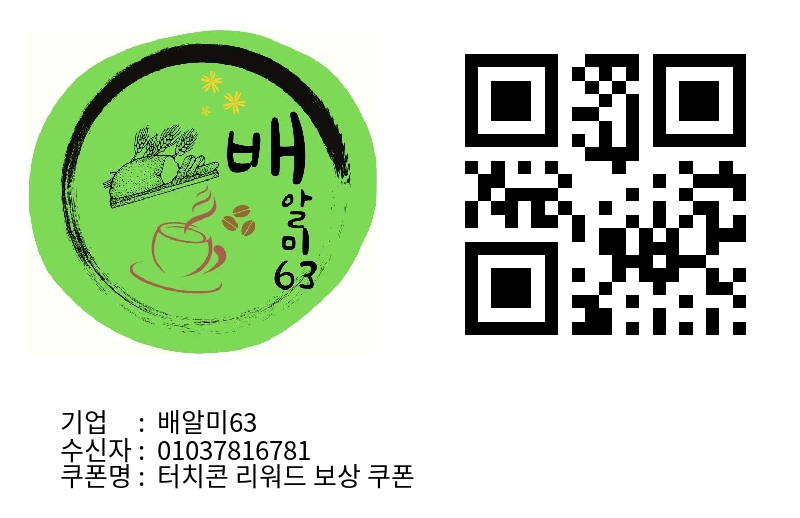 배
알
미
63
기업 : 배알미63
수신자 : 01037816781
쿠폰명 : 터치콘 리워드 보상 쿠폰